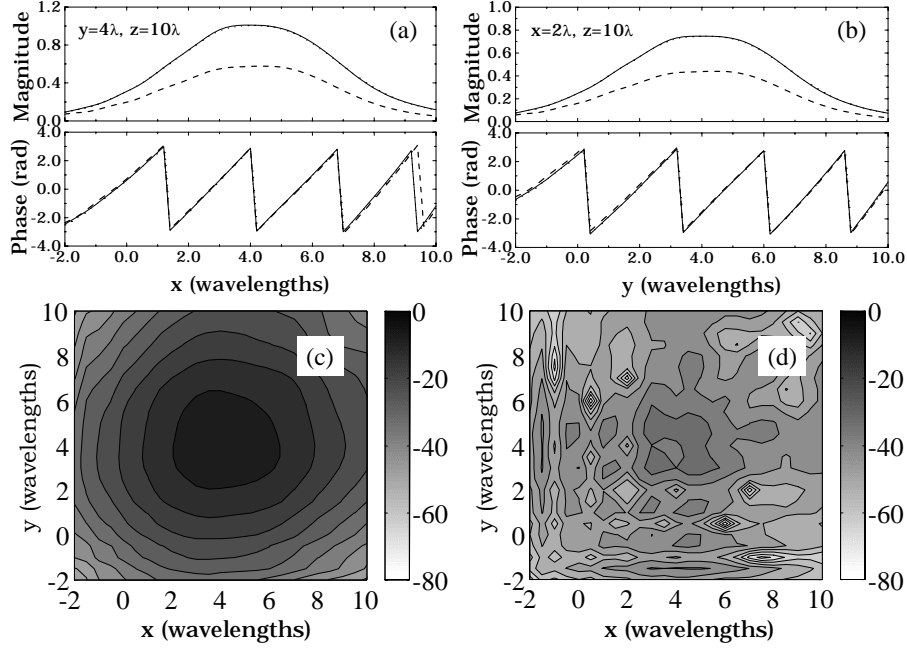 y=4λ, z=10λ (a)
Magnitude
1.2
0.8
0.4
0.0
Phase (rad)
4.0
2.0
0.0
-2.0
-4.0
-2.0 0.0 2.0 4.0 6.0 8.0 10.0
x (wavelengths)
x=2λ, z=10λ (b)
Magnitude
1.0
0.8
0.6
0.4
0.2
0.0
Phase (rad)
4.0
2.0
0.0
-2.0
-4.0
-2.0 0.0 2.0 4.0 6.0 8.0 10.0
y (wavelengths)
(c)
y (wavelengths)
10
8
6
4
2
0
-2
-2 0 2 4 6 8 10
x (wavelengths)
0
-20
-40
-60
-80
(d)
y (wavelengths)
10
8
6
4
2
0
-2
-2 0 2 4 6 8 10
x (wavelengths)
0
-20
-40
-60
-80